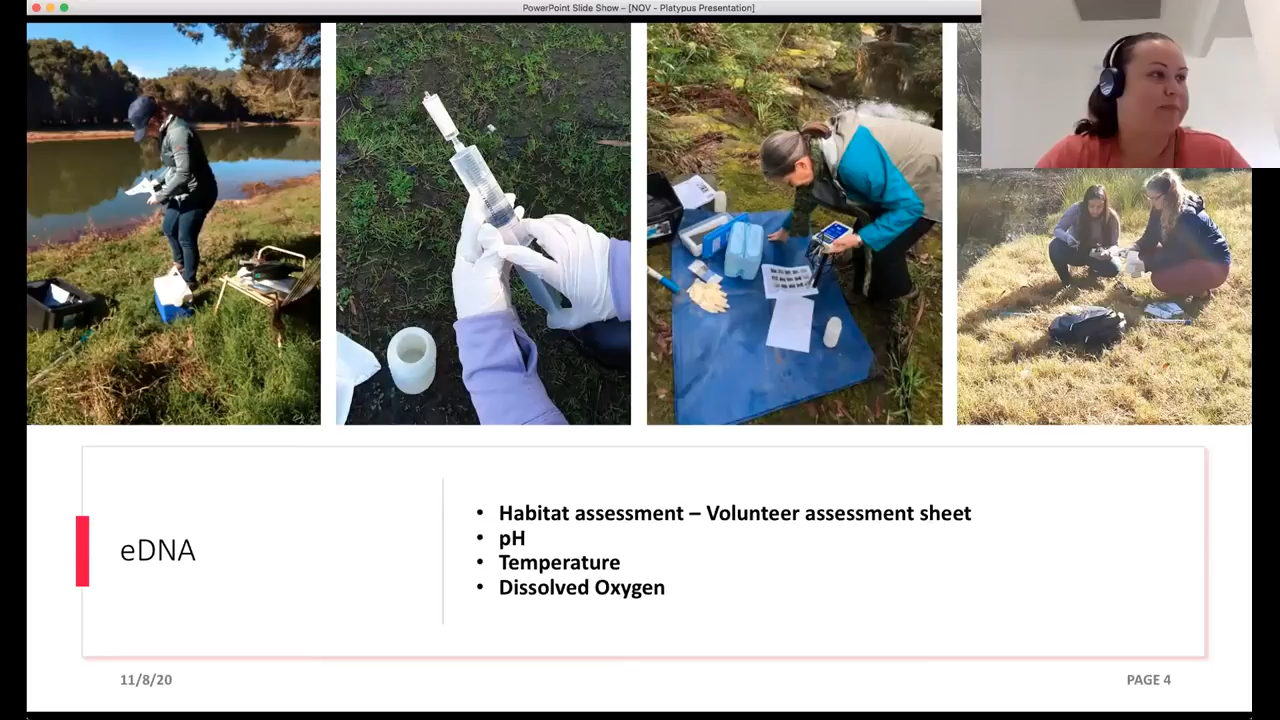 PowerPoint Slide Show – [NOV - Platypus Presentation]
eDNA
• Habitat assessment – Volunteer assessment sheet
• pH
• Temperature
• Dissolved Oxygen
11/8/20
PAGE 4